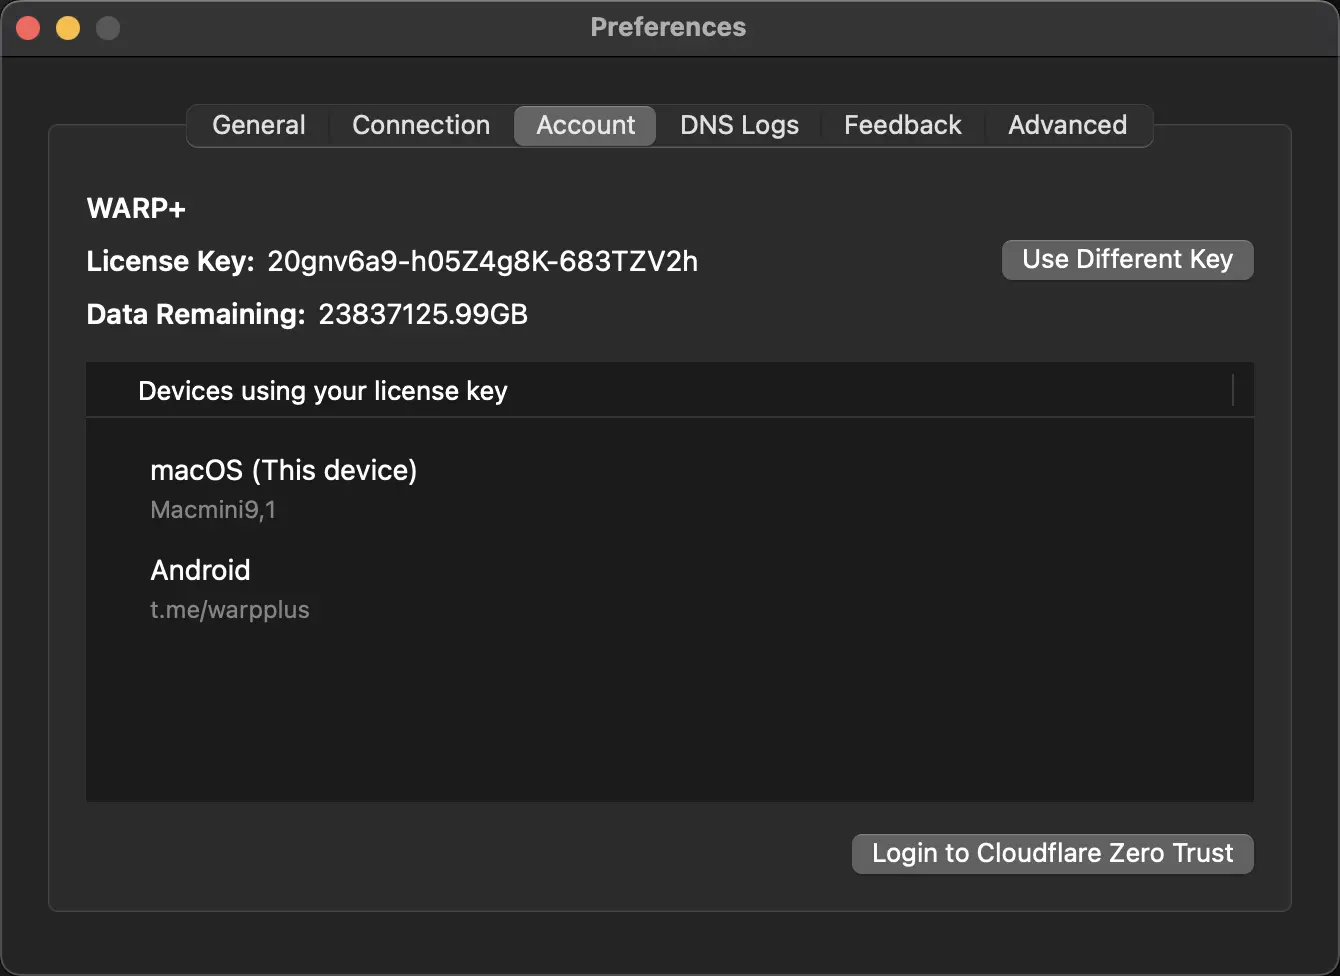 Preferences
General Connection Account DNS Logs Feedback Advanced
WARP+
License Key: 20gnv6a9-h05Z4g8K-683TZV2h
Use Different Key
Data Remaining: 23837125.99GB
Devices using your license key
macOS (This device)
Macmini9,1
Android
t.me/warpplus
Login to Cloudflare Zero Trust